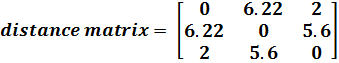 distance matrix = [ 0 6.22 2
6.22 0 5.6
2 5.6 0 ]